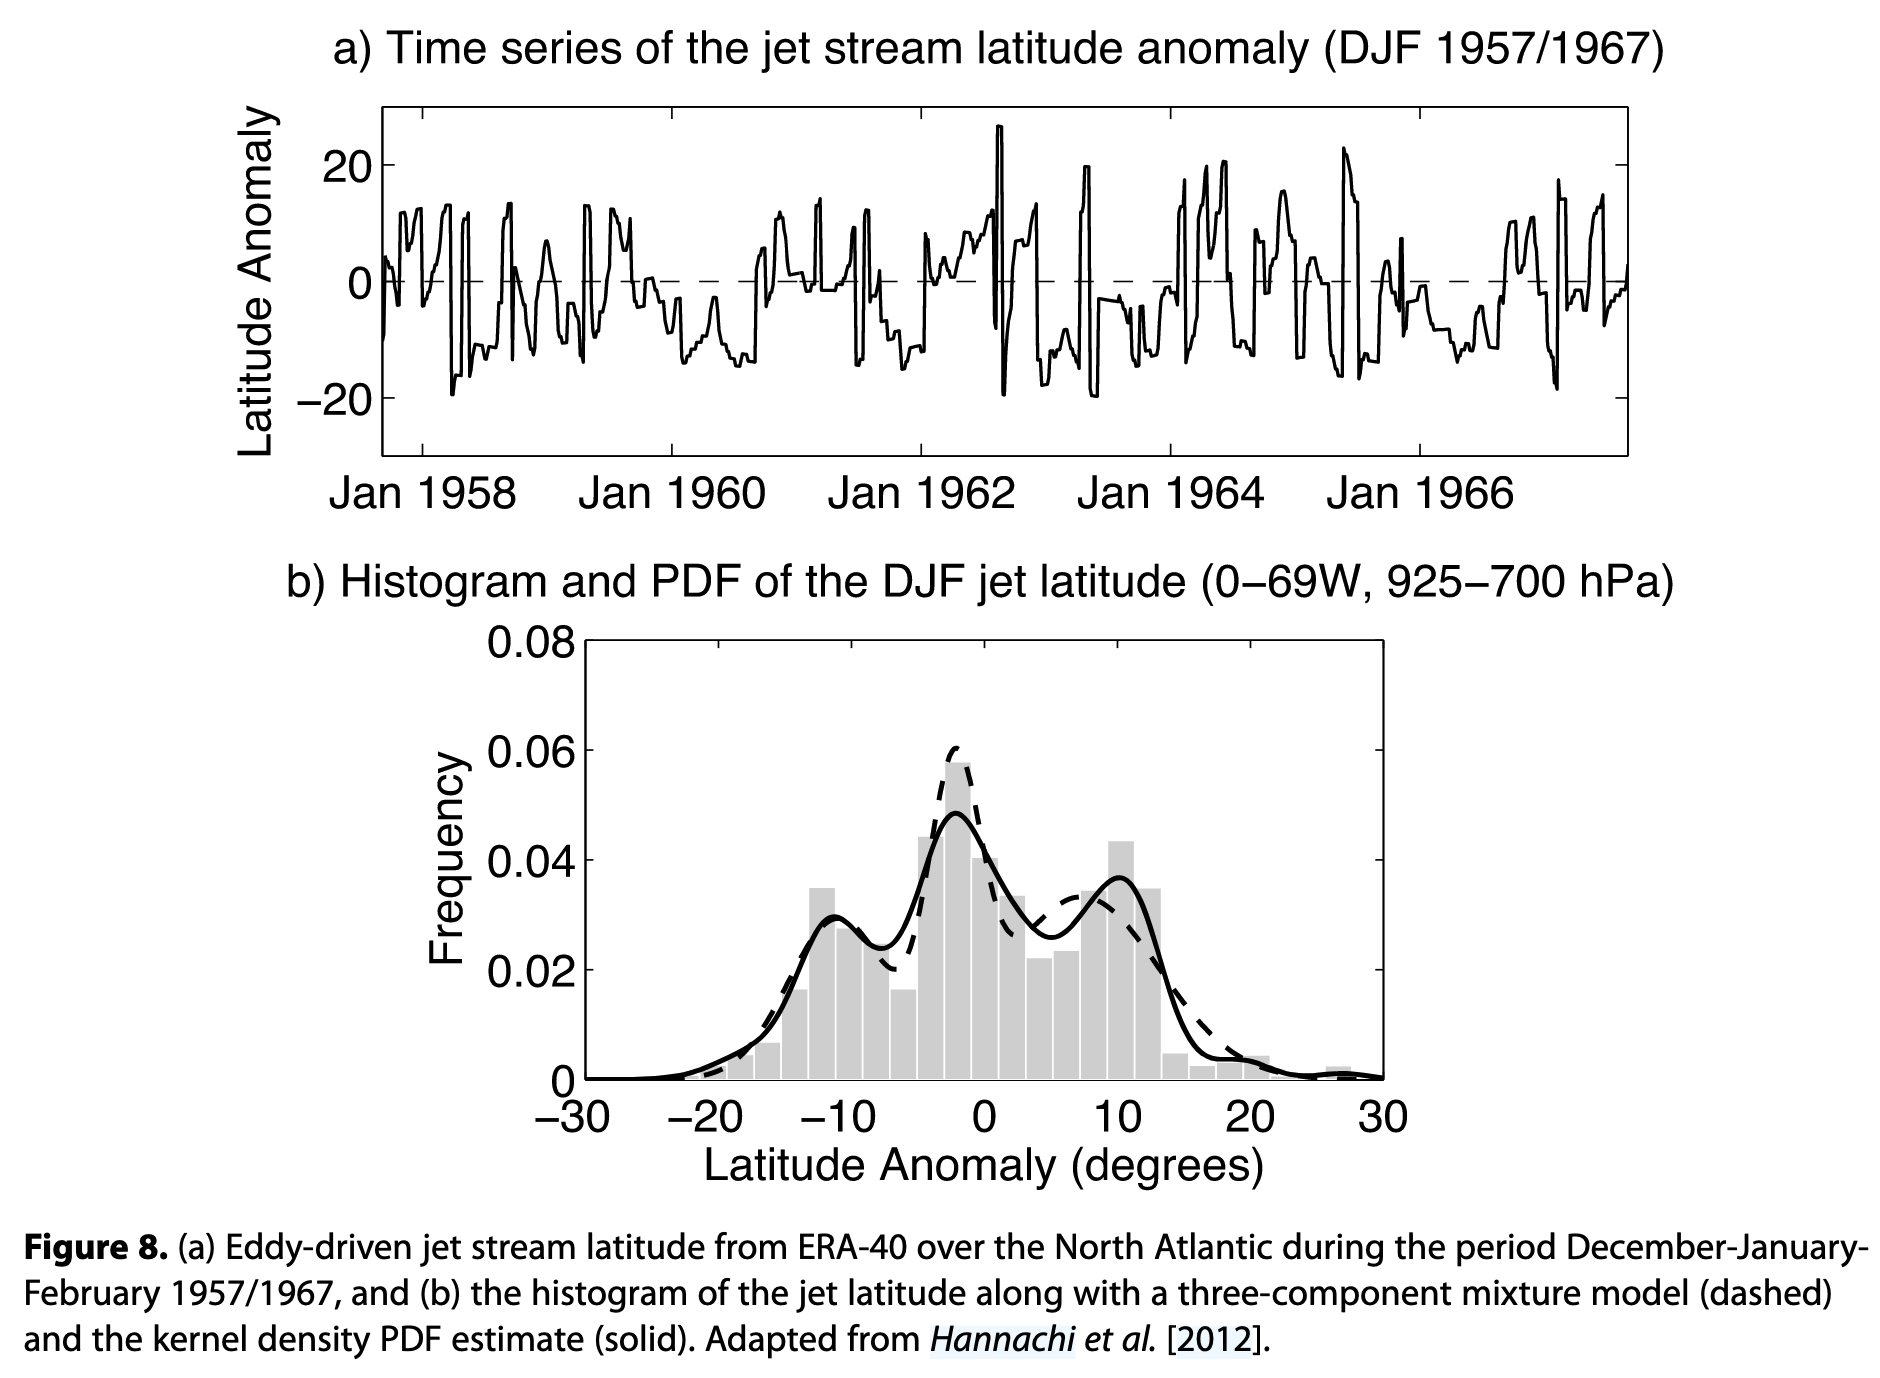 a) Time series of the jet stream latitude anomaly (DJF 1957/1967)
Latitude Anomaly
20
0
−20
Jan 1958 Jan 1960 Jan 1962 Jan 1964 Jan 1966
b) Histogram and PDF of the DJF jet latitude (0−69W, 925−700 hPa)
Frequency
0.08
0.06
0.04
0.02
0
−30 −20 −10 0 10 20 30
Latitude Anomaly (degrees)
Figure 8. (a) Eddy-driven jet stream latitude from ERA-40 over the North Atlantic during the period December-January-
February 1957/1967, and (b) the histogram of the jet latitude along with a three-component mixture model (dashed)
and the kernel density PDF estimate (solid). Adapted from Hannachi et al. [2012].